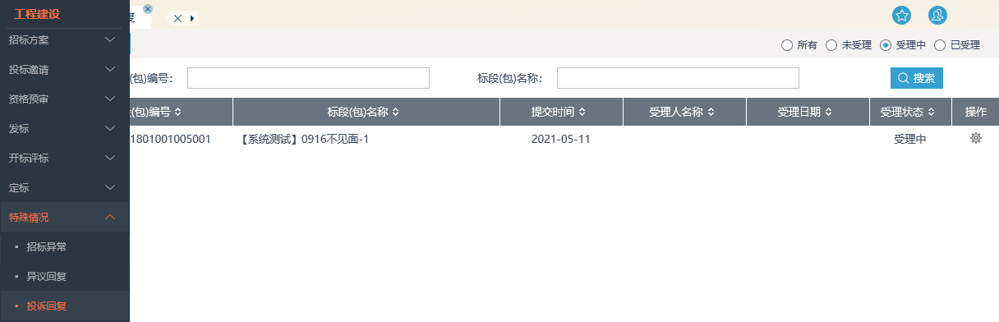 工程建设
招标方案
投标邀请
资格预审
发标
开标评标
定标
特殊情况
招标异常
异议回复
投诉回复
复
所有 未受理 受理中 已受理
(包)编号： 标段(包)名称： 搜索
(包)编号 标段(包)名称 提交时间 受理人名称 受理日期 受理状态 操作
1801001005001 【系统测试】0916不见面-1 2021-05-11 受理中